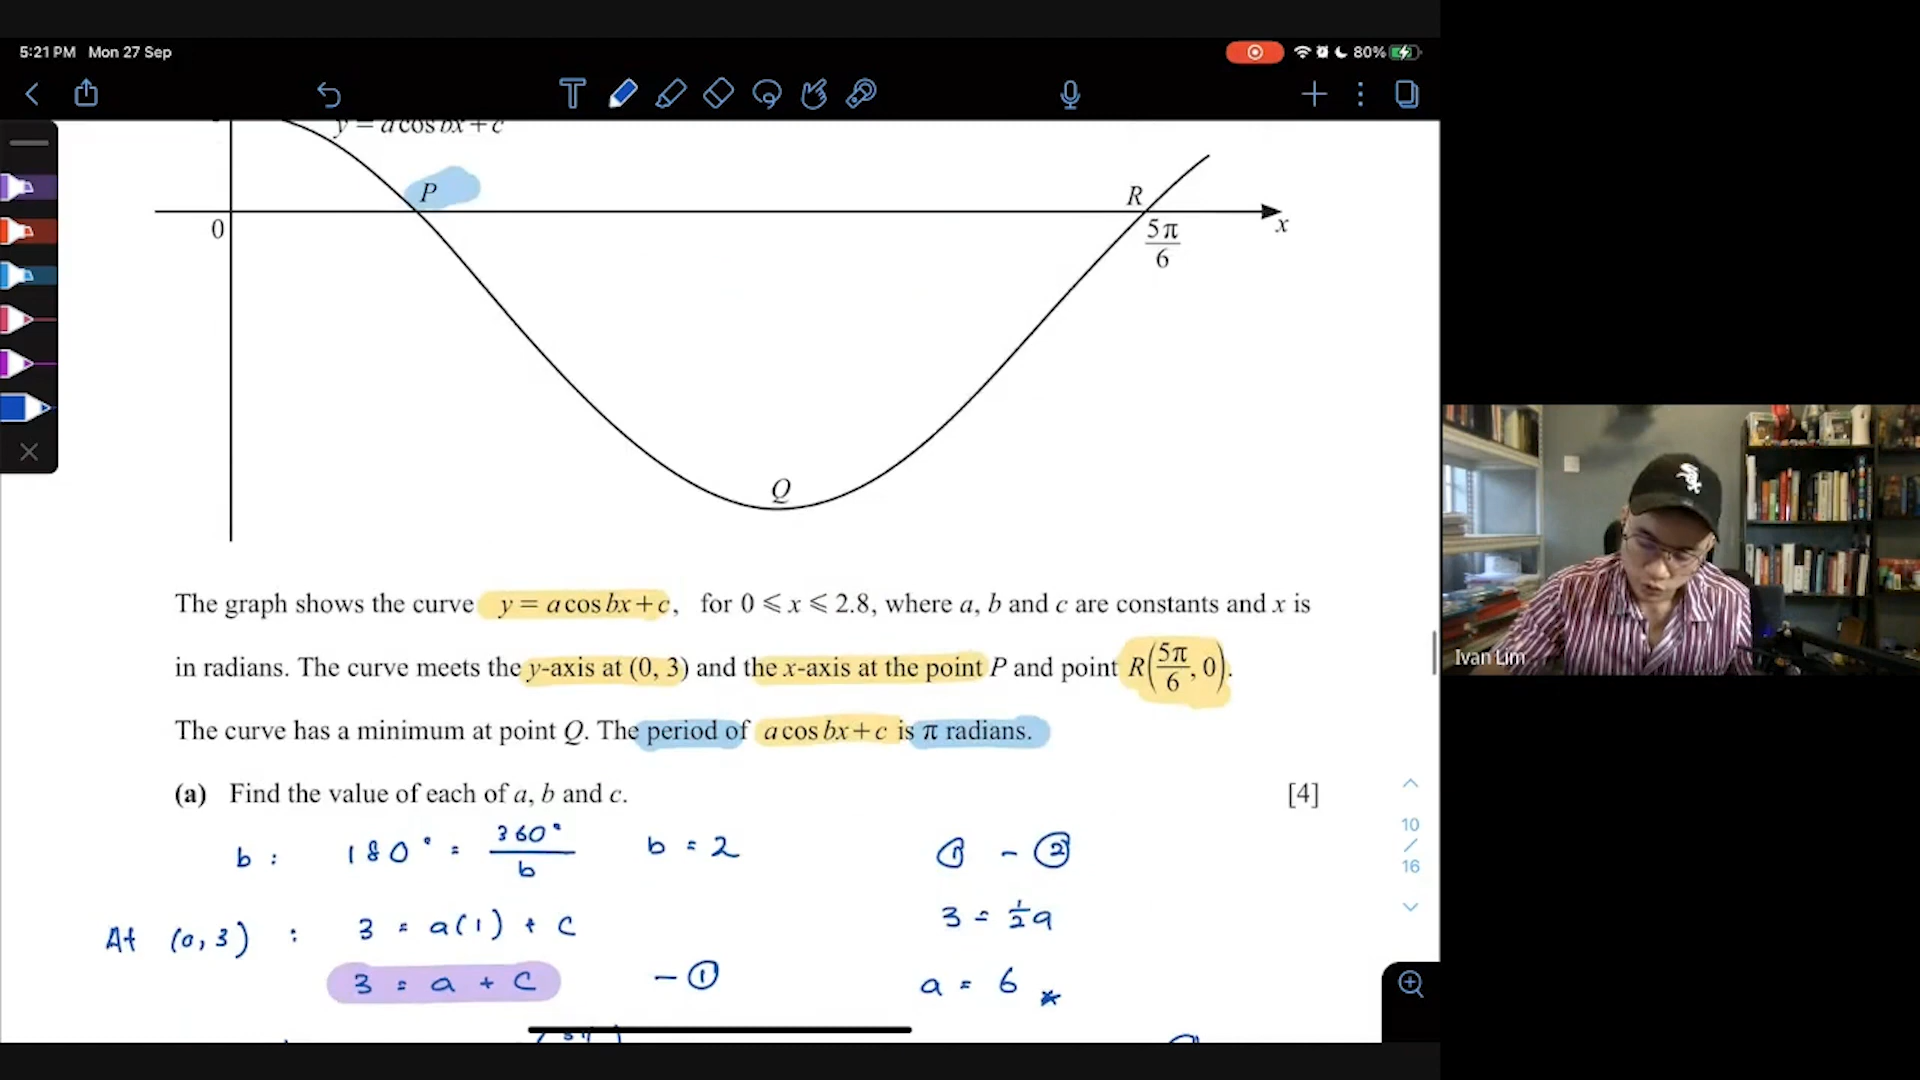 5:21 PM Mon 27 Sep
80%
y = a cos bx + c
P
R
0
x
5π
6
Q
The graph shows the curve y = a cos bx + c, for 0 ⩽ x ⩽ 2.8, where a, b and c are constants and x is
in radians. The curve meets the y-axis at (0, 3) and the x-axis at the point P and point R(5π/6, 0).
The curve has a minimum at point Q. The period of a cos bx + c is π radians.
(a) Find the value of each of a, b and c. [4]
b : 180° = 360°/b b = 2
① - ②
At (0,3) : 3 = a(1) + c
3 = ½a
3 = a + c - ①
a = 6 *
10
/
16
Ivan Lim